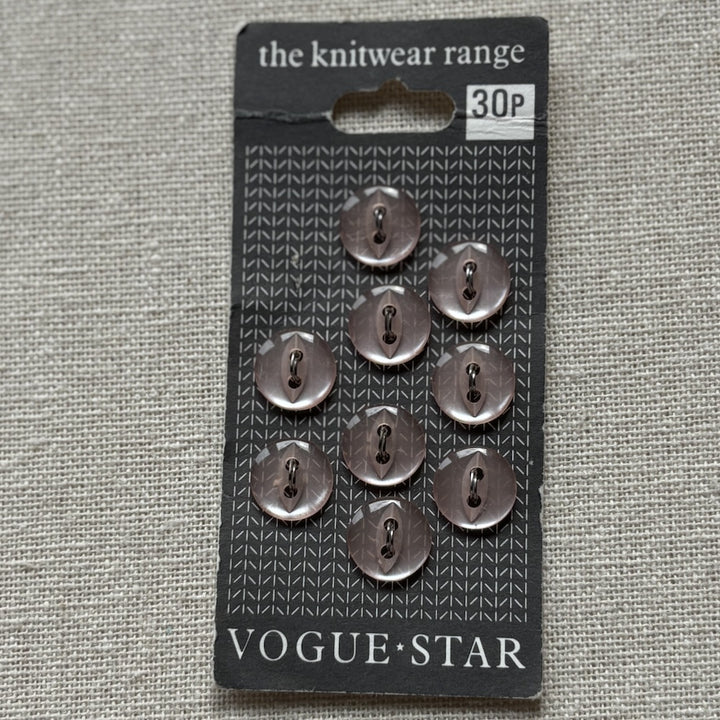 the knitwear range
30P
VOGUE★STAR